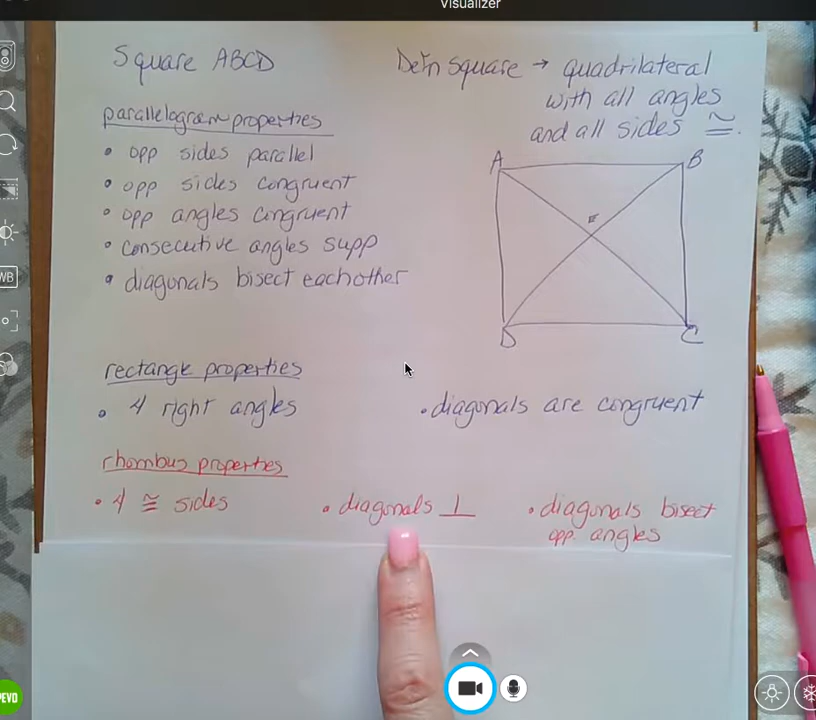 Visualizer
Square ABCD
Def'n Square → quadrilateral
with all angles
and all sides ≅.
parallelogram properties
• opp sides parallel
• opp sides congruent
• opp angles congruent
• consecutive angles supp
• diagonals bisect eachother
A B
E
D C
rectangle properties
• 4 right angles
• diagonals are congruent
rhombus properties
• 4 ≅ sides
• diagonals ⊥
• diagonals bisect
opp. angles
WB
PEVO